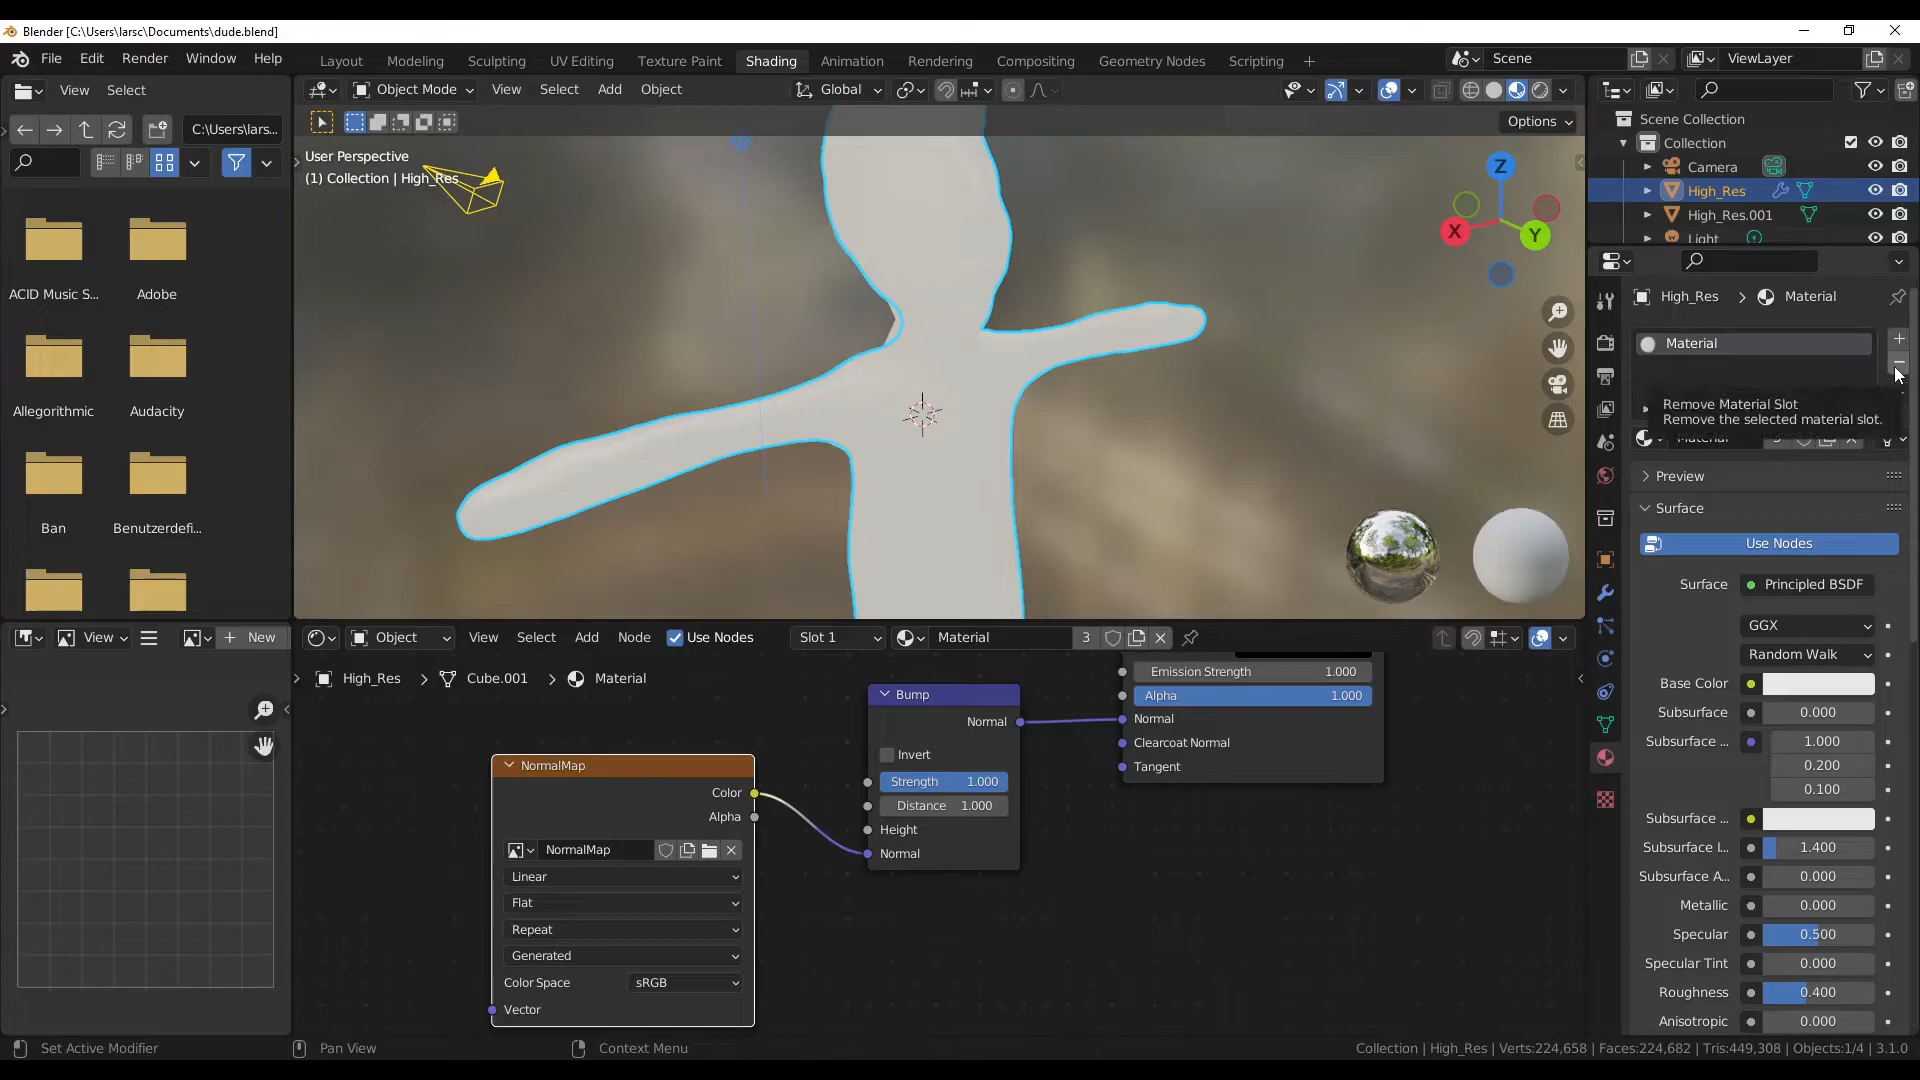 Blender [C:\Users\larsc\Documents\dude.blend]
File Edit Render Window Help
Layout Modeling Sculpting UV Editing Texture Paint Shading Animation Rendering Compositing Geometry Nodes Scripting
Scene
ViewLayer
View Select
Object Mode View Select Add Object
Global
C:\Users\lars...
Options
User Perspective
(1) Collection | High_Res
Z
X
Y
ACID Music S...
Adobe
Allegorithmic
Audacity
Ban
Benutzerdefi...
Scene Collection
Collection
Camera
High_Res
High_Res.001
Light
High_Res > Material
Material
Remove Material Slot
Remove the selected material slot.
Preview
Surface
Use Nodes
Surface Principled BSDF
GGX
Random Walk
Base Color
Subsurface 0.000
Subsurface ... 1.000
0.200
0.100
Subsurface ...
Subsurface I... 1.400
Subsurface A... 0.000
Metallic 0.000
Specular 0.500
Specular Tint 0.000
Roughness 0.400
Anisotropic 0.000
View
New
Object View Select Add Node Use Nodes Slot 1 Material 3
High_Res > Cube.001 > Material
Bump
Normal
Invert
Strength 1.000
Distance 1.000
Height
Normal
Emission Strength 1.000
Alpha 1.000
Normal
Clearcoat Normal
Tangent
NormalMap
Color
Alpha
NormalMap
Linear
Flat
Repeat
Generated
Color Space sRGB
Vector
Set Active Modifier
Pan View
Context Menu
Collection | High_Res | Verts:224,658 | Faces:224,682 | Tris:449,308 | Objects:1/4 | 3.1.0